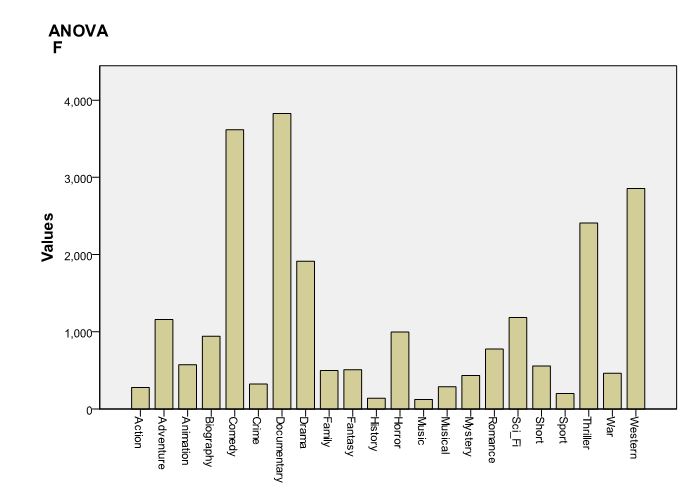 ANOVA
F
Values
4,000
3,000
2,000
1,000
0
Action
Adventure
Animation
Biography
Comedy
Crime
Documentary
Drama
Family
Fantasy
History
Horror
Music
Musical
Mystery
Romance
Sci_Fi
Short
Sport
Thriller
War
Western